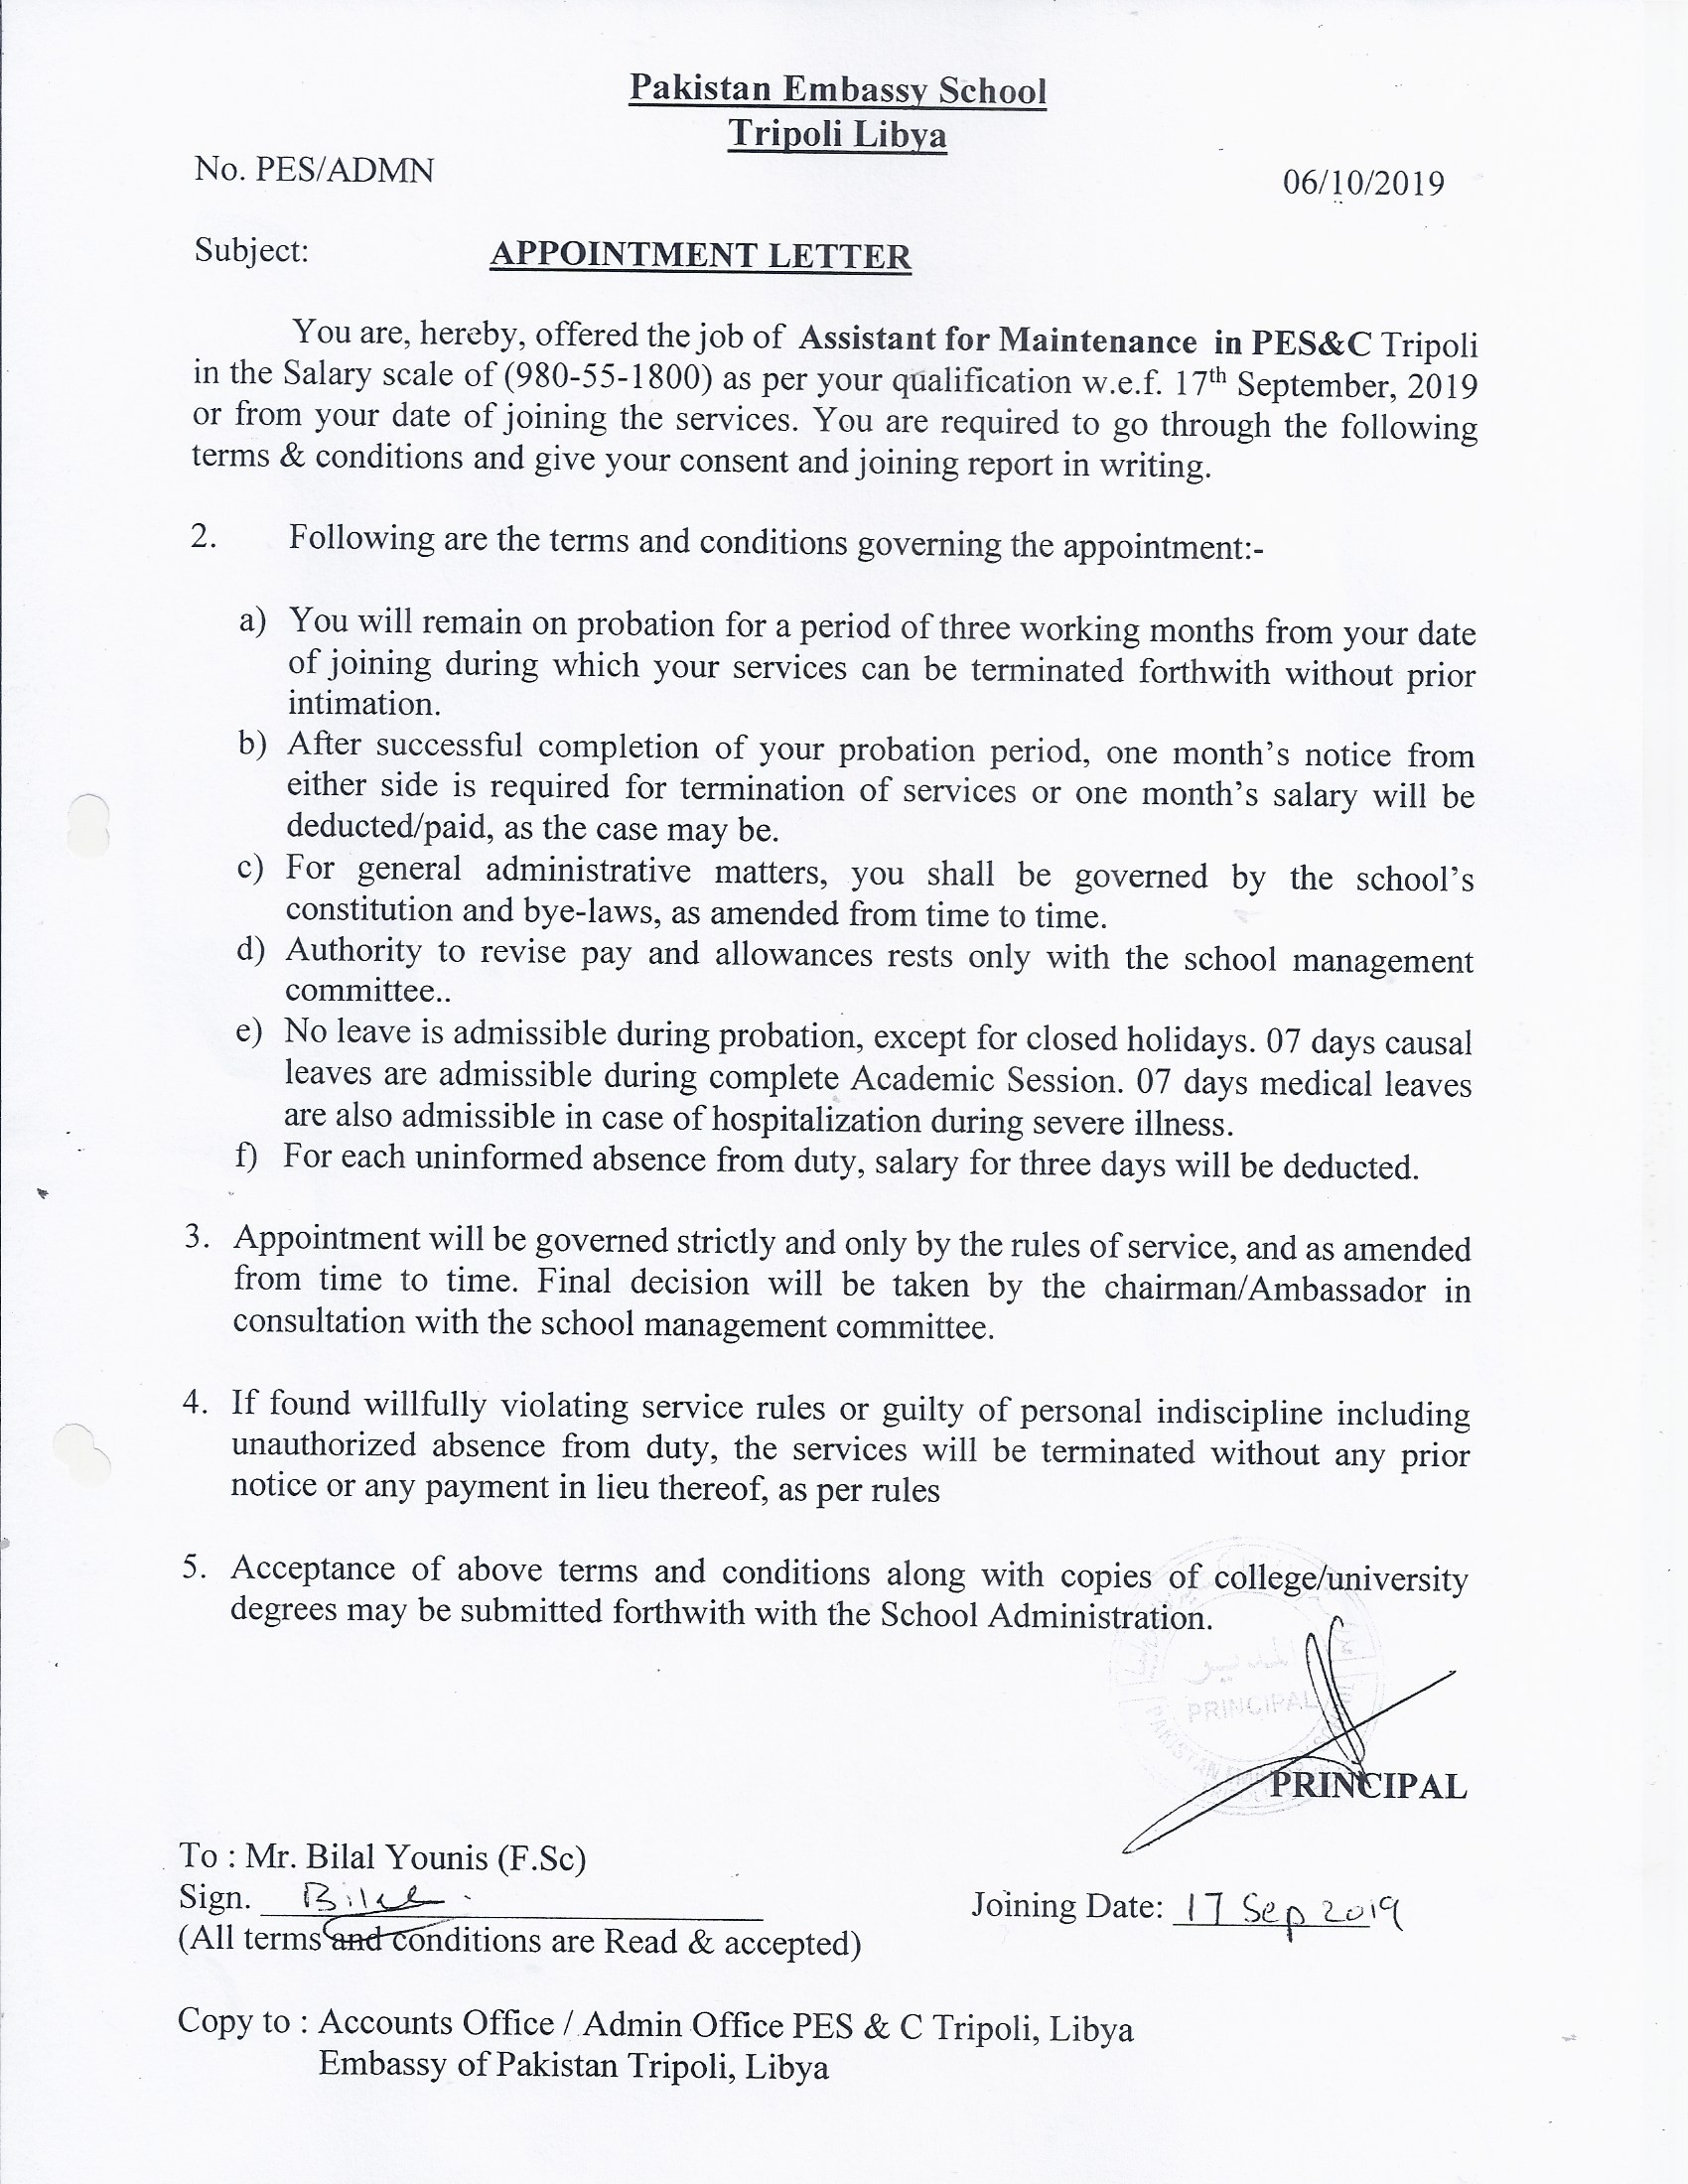 Pakistan Embassy School
Tripoli Libya
No. PES/ADMN
06/10/2019
Subject: APPOINTMENT LETTER
You are, hereby, offered the job of Assistant for Maintenance in PES&C Tripoli
in the Salary scale of (980-55-1800) as per your qualification w.e.f. 17th September, 2019
or from your date of joining the services. You are required to go through the following
terms & conditions and give your consent and joining report in writing.
2. Following are the terms and conditions governing the appointment:-
a) You will remain on probation for a period of three working months from your date
of joining during which your services can be terminated forthwith without prior
intimation.
b) After successful completion of your probation period, one month's notice from
either side is required for termination of services or one month's salary will be
deducted/paid, as the case may be.
c) For general administrative matters, you shall be governed by the school's
constitution and bye-laws, as amended from time to time.
d) Authority to revise pay and allowances rests only with the school management
committee..
e) No leave is admissible during probation, except for closed holidays. 07 days causal
leaves are admissible during complete Academic Session. 07 days medical leaves
are also admissible in case of hospitalization during severe illness.
f) For each uninformed absence from duty, salary for three days will be deducted.
3. Appointment will be governed strictly and only by the rules of service, and as amended
from time to time. Final decision will be taken by the chairman/Ambassador in
consultation with the school management committee.
4. If found willfully violating service rules or guilty of personal indiscipline including
unauthorized absence from duty, the services will be terminated without any prior
notice or any payment in lieu thereof, as per rules
5. Acceptance of above terms and conditions along with copies of college/university
degrees may be submitted forthwith with the School Administration.
المدير
PRINCIPAL
PAKISTAN
PRINCIPAL
To : Mr. Bilal Younis (F.Sc)
Sign. Bilal
Joining Date: 17 Sep 2019
(All terms and conditions are Read & accepted)
Copy to : Accounts Office / Admin Office PES & C Tripoli, Libya
Embassy of Pakistan Tripoli, Libya